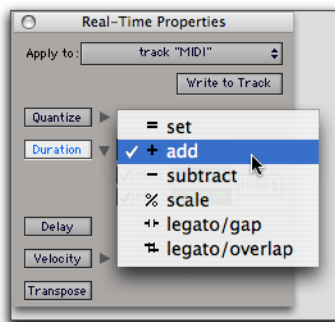 Real-Time Properties
Apply to: track "MIDI"
Write to Track
Quantize
= set
Duration
✓ + add
− subtract
% scale
legato/gap
Delay
legato/overlap
Velocity
Transpose